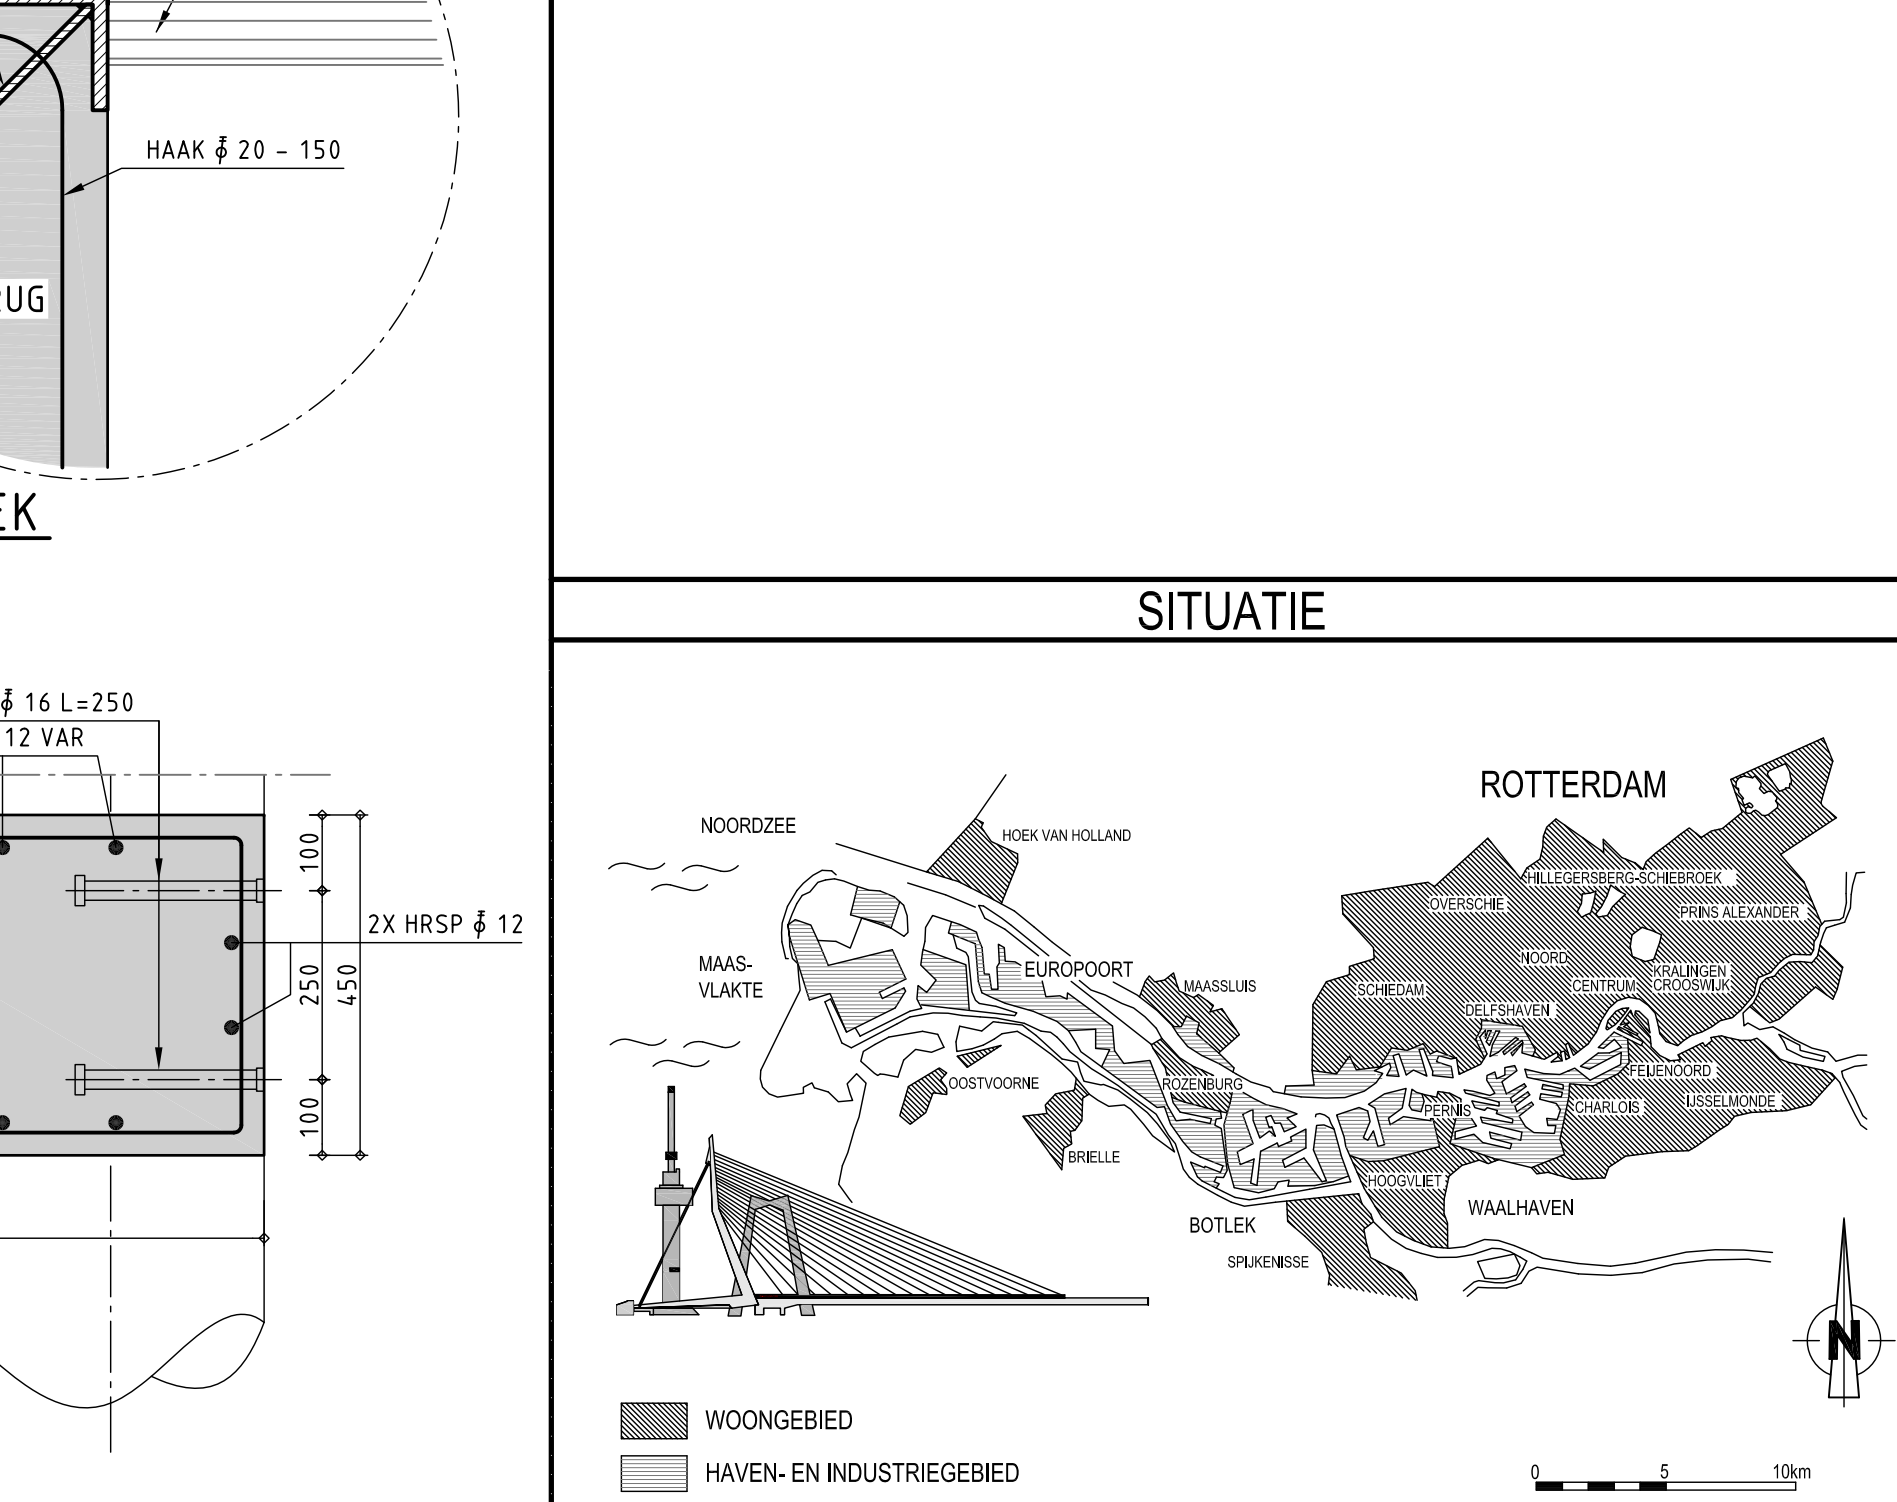 HAAK ⌀ 20 - 150
RUG
EK
⌀ 16 L=250
12 VAR
100
250
450
100
2X HRSP ⌀ 12
SITUATIE
ROTTERDAM
NOORDZEE
HOEK VAN HOLLAND
HILLEGERSBERG-SCHIEBROEK
OVERSCHIE
PRINS ALEXANDER
MAAS-
VLAKTE
EUROPOORT
NOORD
KRALINGEN
CROOSWIJK
MAASSLUIS
SCHIEDAM
CENTRUM
DELFSHAVEN
OOSTVOORNE
ROZENBURG
FEIJENOORD
PERNIS
CHARLOIS
IJSSELMONDE
BRIELLE
HOOGVLIET
WAALHAVEN
BOTLEK
SPIJKENISSE
N
WOONGEBIED
HAVEN- EN INDUSTRIEGEBIED
0 5 10km